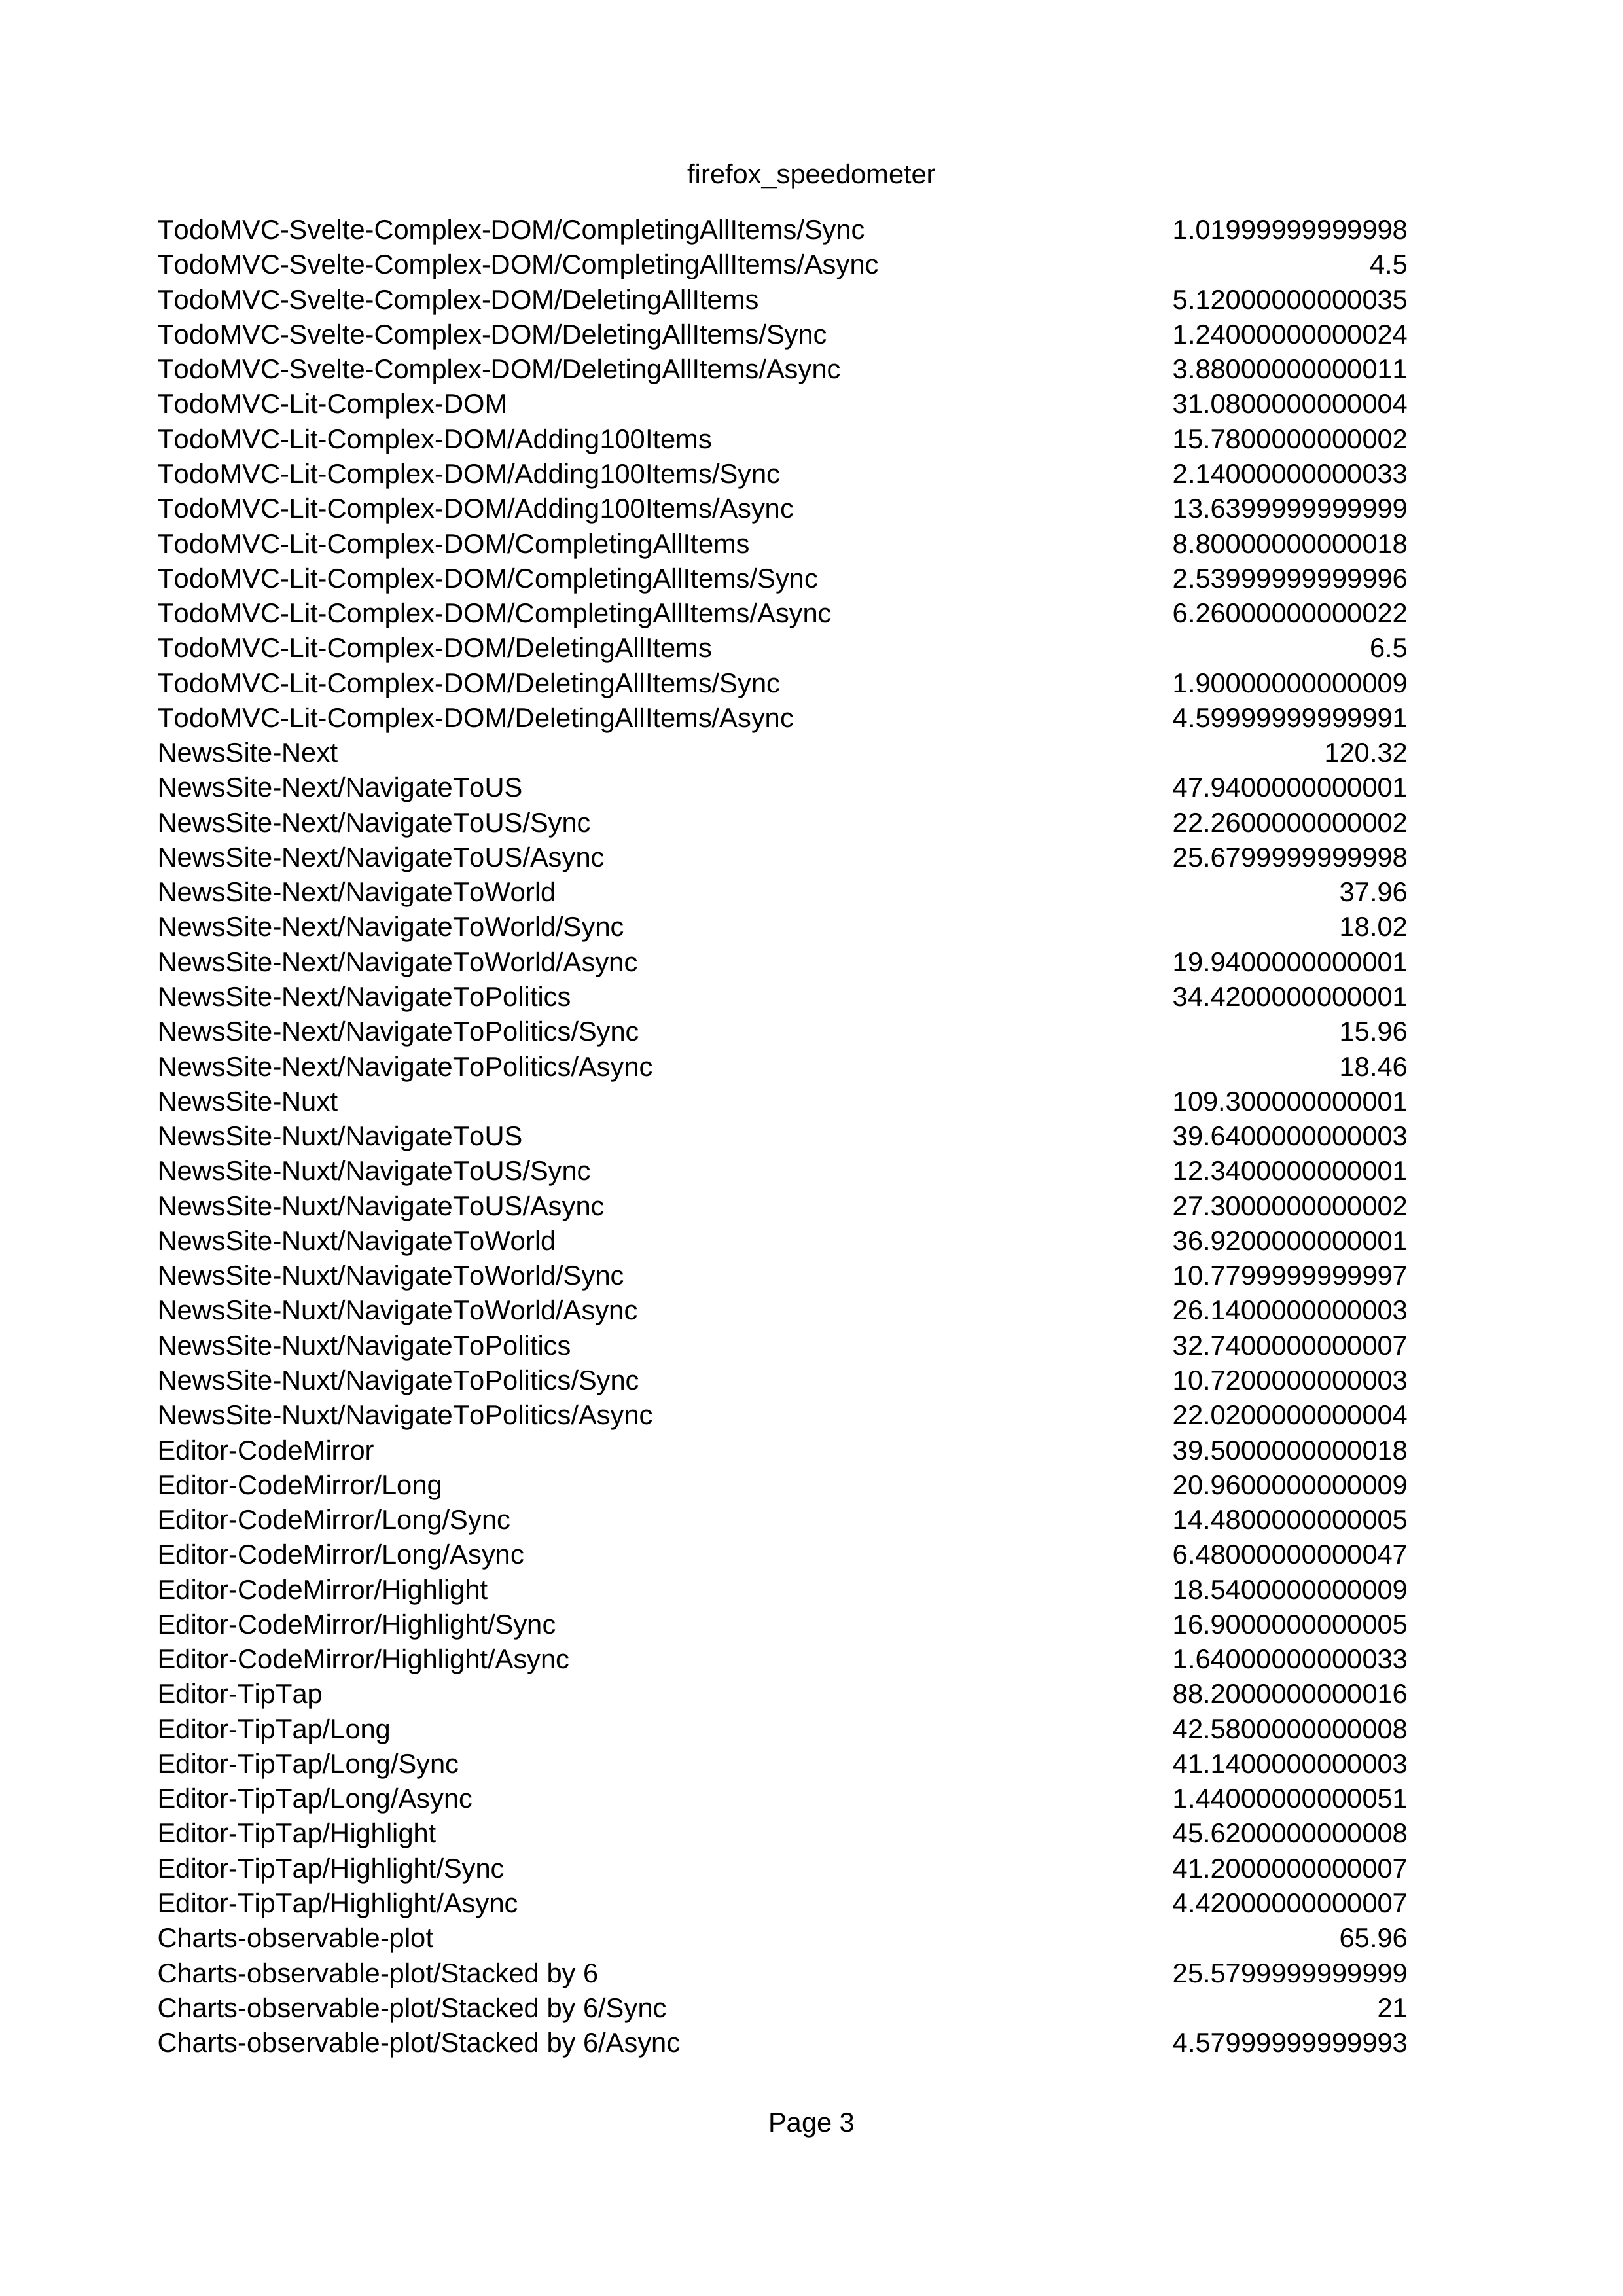 firefox_speedometer
TodoMVC-Svelte-Complex-DOM/CompletingAllItems/Sync 1.01999999999998
TodoMVC-Svelte-Complex-DOM/CompletingAllItems/Async 4.5
TodoMVC-Svelte-Complex-DOM/DeletingAllItems 5.12000000000035
TodoMVC-Svelte-Complex-DOM/DeletingAllItems/Sync 1.24000000000024
TodoMVC-Svelte-Complex-DOM/DeletingAllItems/Async 3.88000000000011
TodoMVC-Lit-Complex-DOM 31.0800000000004
TodoMVC-Lit-Complex-DOM/Adding100Items 15.7800000000002
TodoMVC-Lit-Complex-DOM/Adding100Items/Sync 2.14000000000033
TodoMVC-Lit-Complex-DOM/Adding100Items/Async 13.6399999999999
TodoMVC-Lit-Complex-DOM/CompletingAllItems 8.80000000000018
TodoMVC-Lit-Complex-DOM/CompletingAllItems/Sync 2.53999999999996
TodoMVC-Lit-Complex-DOM/CompletingAllItems/Async 6.26000000000022
TodoMVC-Lit-Complex-DOM/DeletingAllItems 6.5
TodoMVC-Lit-Complex-DOM/DeletingAllItems/Sync 1.90000000000009
TodoMVC-Lit-Complex-DOM/DeletingAllItems/Async 4.59999999999991
NewsSite-Next 120.32
NewsSite-Next/NavigateToUS 47.9400000000001
NewsSite-Next/NavigateToUS/Sync 22.2600000000002
NewsSite-Next/NavigateToUS/Async 25.6799999999998
NewsSite-Next/NavigateToWorld 37.96
NewsSite-Next/NavigateToWorld/Sync 18.02
NewsSite-Next/NavigateToWorld/Async 19.9400000000001
NewsSite-Next/NavigateToPolitics 34.4200000000001
NewsSite-Next/NavigateToPolitics/Sync 15.96
NewsSite-Next/NavigateToPolitics/Async 18.46
NewsSite-Nuxt 109.300000000001
NewsSite-Nuxt/NavigateToUS 39.6400000000003
NewsSite-Nuxt/NavigateToUS/Sync 12.3400000000001
NewsSite-Nuxt/NavigateToUS/Async 27.3000000000002
NewsSite-Nuxt/NavigateToWorld 36.9200000000001
NewsSite-Nuxt/NavigateToWorld/Sync 10.7799999999997
NewsSite-Nuxt/NavigateToWorld/Async 26.1400000000003
NewsSite-Nuxt/NavigateToPolitics 32.7400000000007
NewsSite-Nuxt/NavigateToPolitics/Sync 10.7200000000003
NewsSite-Nuxt/NavigateToPolitics/Async 22.0200000000004
Editor-CodeMirror 39.5000000000018
Editor-CodeMirror/Long 20.9600000000009
Editor-CodeMirror/Long/Sync 14.4800000000005
Editor-CodeMirror/Long/Async 6.48000000000047
Editor-CodeMirror/Highlight 18.5400000000009
Editor-CodeMirror/Highlight/Sync 16.9000000000005
Editor-CodeMirror/Highlight/Async 1.64000000000033
Editor-TipTap 88.2000000000016
Editor-TipTap/Long 42.5800000000008
Editor-TipTap/Long/Sync 41.1400000000003
Editor-TipTap/Long/Async 1.44000000000051
Editor-TipTap/Highlight 45.6200000000008
Editor-TipTap/Highlight/Sync 41.2000000000007
Editor-TipTap/Highlight/Async 4.42000000000007
Charts-observable-plot 65.96
Charts-observable-plot/Stacked by 6 25.5799999999999
Charts-observable-plot/Stacked by 6/Sync 21
Charts-observable-plot/Stacked by 6/Async 4.57999999999993
Page 3